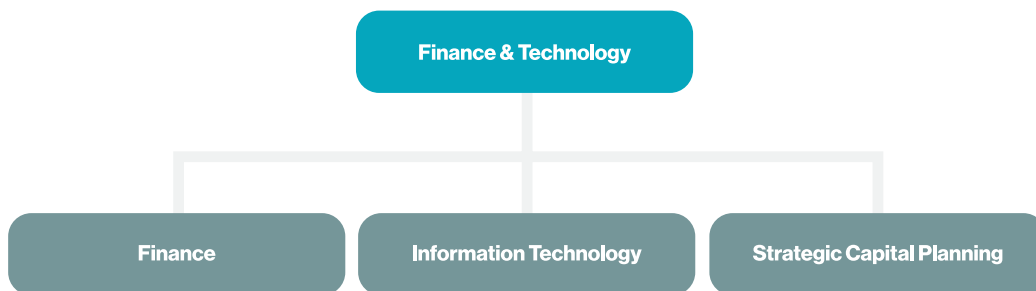 Finance & Technology
Finance
Information Technology
Strategic Capital Planning